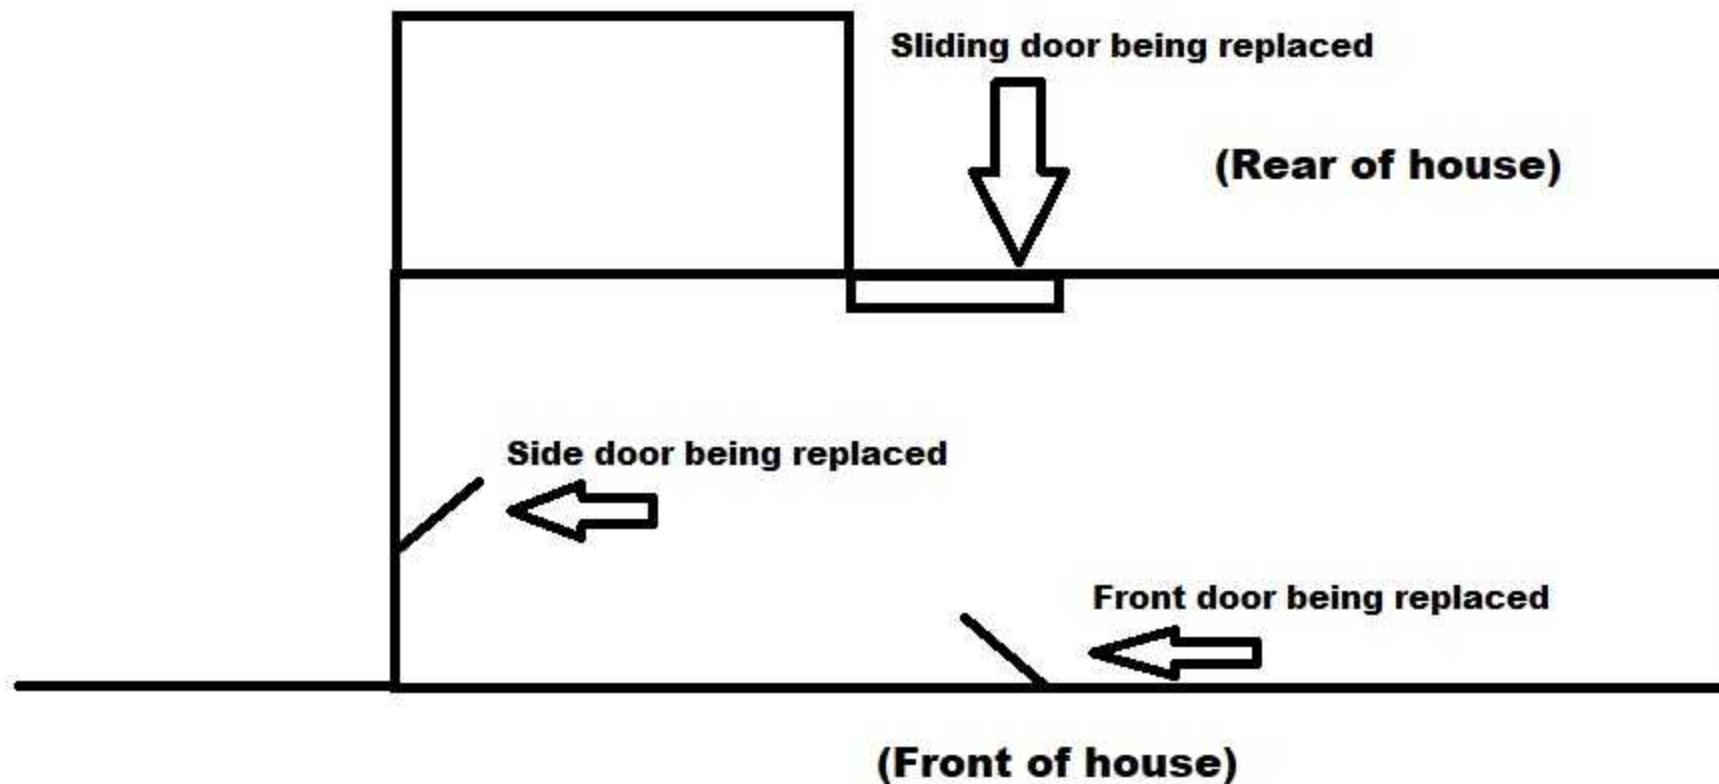 Sliding door being replaced
(Rear of house)
Side door being replaced
Front door being replaced
(Front of house)